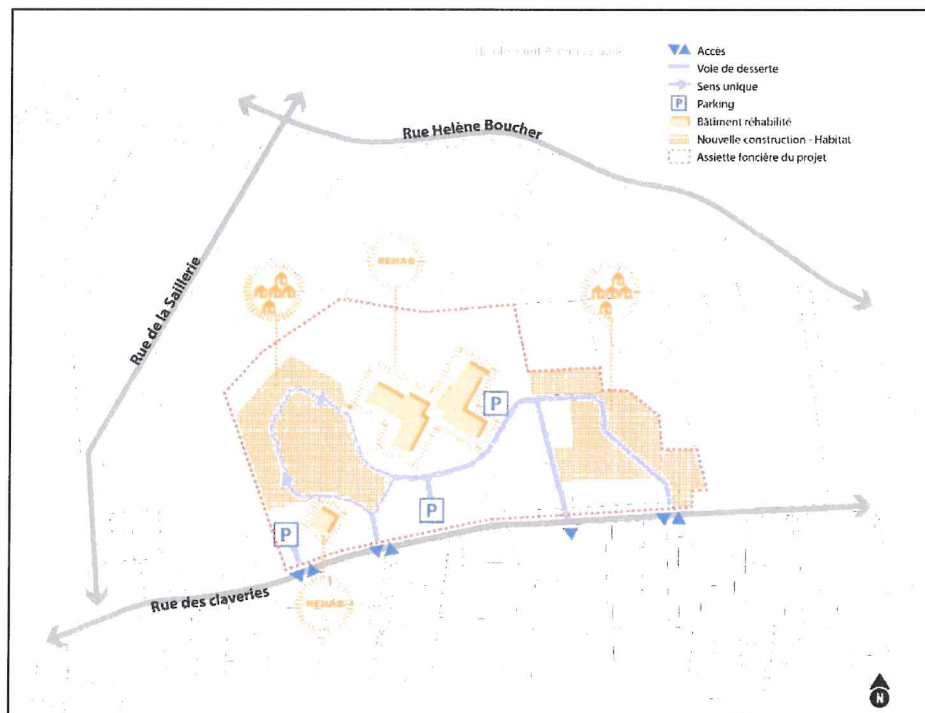 Accès
Voie de desserte
Sens unique
P Parking
Bâtiment réhabilité
Nouvelle construction - Habitat
Assiette foncière du projet
Rue Helène Boucher
Rue de la Saillerie
REHAB
P
P
P
Rue des claveries
REHAB
N